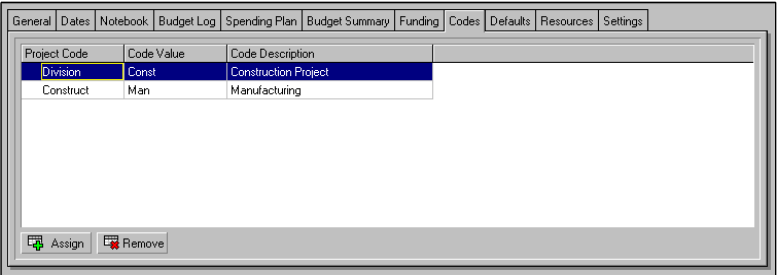 General Dates Notebook Budget Log Spending Plan Budget Summary Funding Codes Defaults Resources Settings
Project Code Code Value Code Description
Division Const Construction Project
Construct Man Manufacturing
Assign Remove